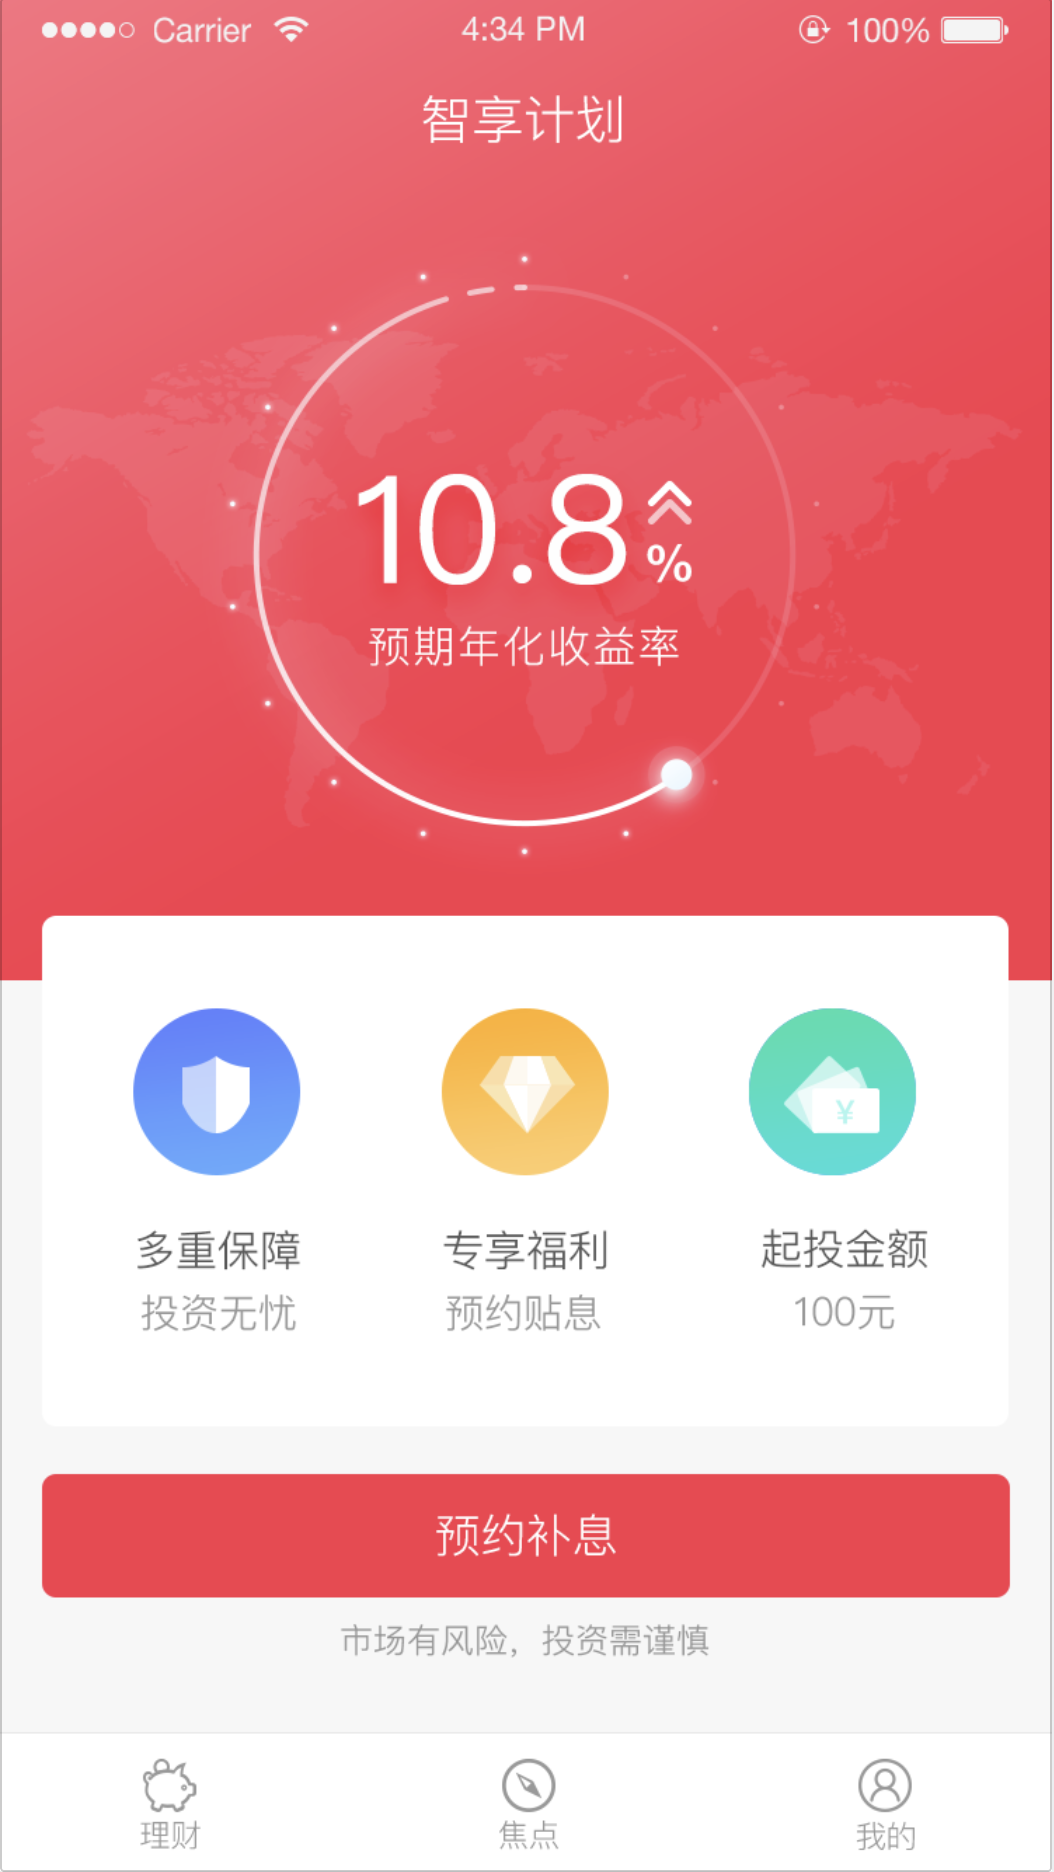 Carrier 4:34 PM 100%
智享计划
10.8%
预期年化收益率
多重保障 专享福利 起投金额
投资无忧 预约贴息 100元
预约补息
市场有风险，投资需谨慎
理财 焦点 我的